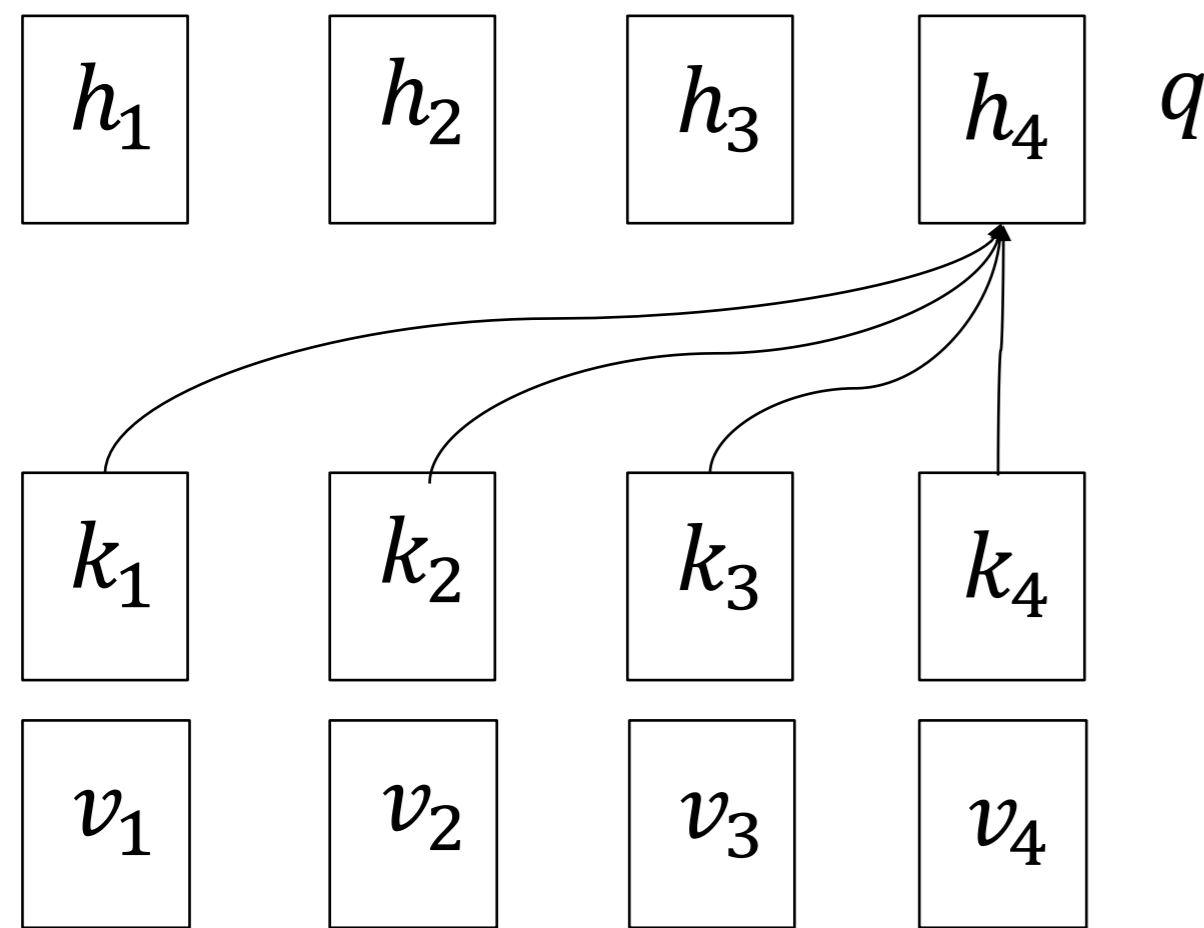 h₁ h₂ h₃ h₄ q
k₁ k₂ k₃ k₄
v₁ v₂ v₃ v₄